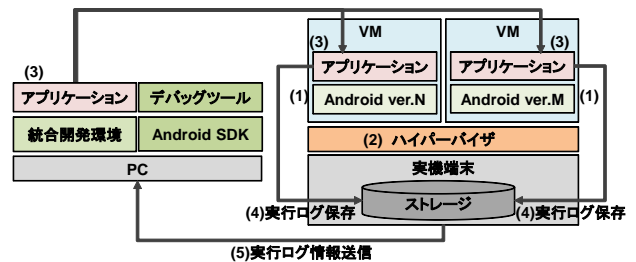 VM
VM
(3)
(3)
(3)
アプリケーション
アプリケーション
アプリケーション
デバッグツール
(1)
(1)
Android ver.N
Android ver.M
統合開発環境
Android SDK
(2) ハイパーバイザ
PC
実機端末
ストレージ
(4)実行ログ保存
(4)実行ログ保存
(5)実行ログ情報送信